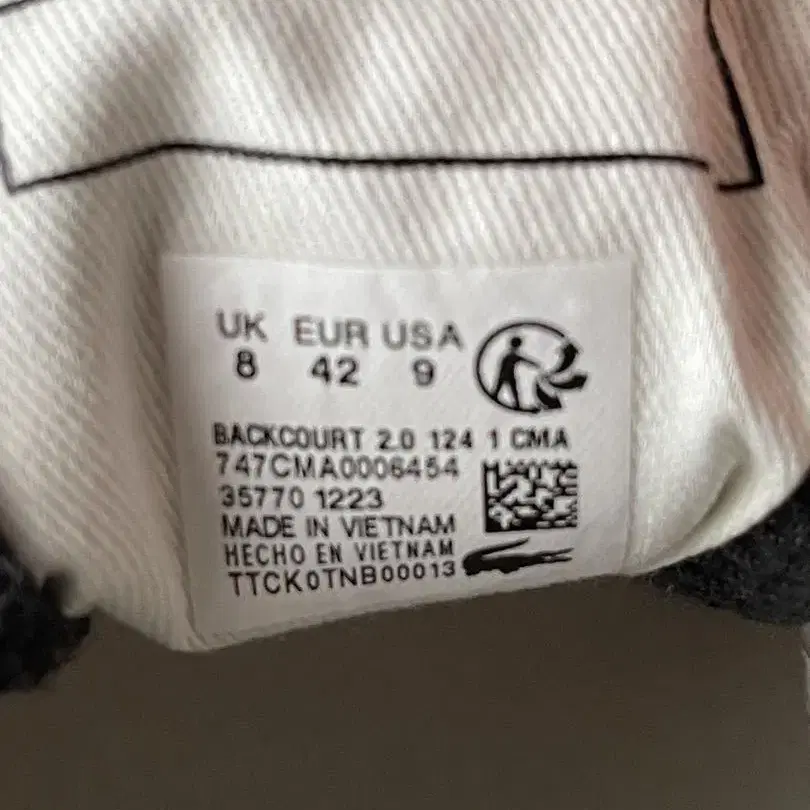 UK EUR USA
8 42 9
BACKCOURT 2.0 124 1 CMA
747CMA0006454
35770 1223
MADE IN VIETNAM
HECHO EN VIETNAM
TTCK0TNB00013